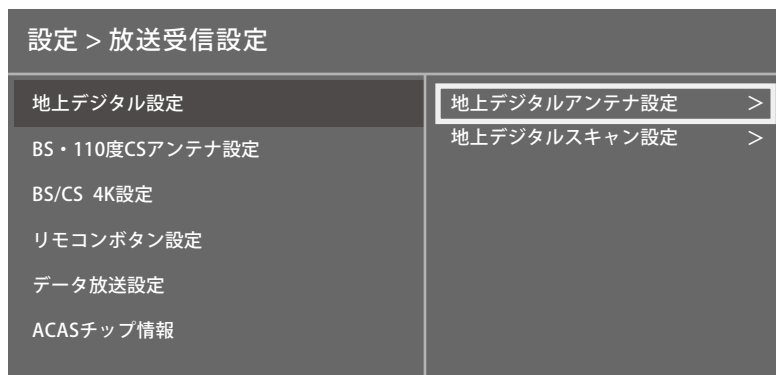 設定 > 放送受信設定
地上デジタル設定
BS・110度CSアンテナ設定
BS/CS 4K設定
リモコンボタン設定
データ放送設定
ACASチップ情報
地上デジタルアンテナ設定 >
地上デジタルスキャン設定 >